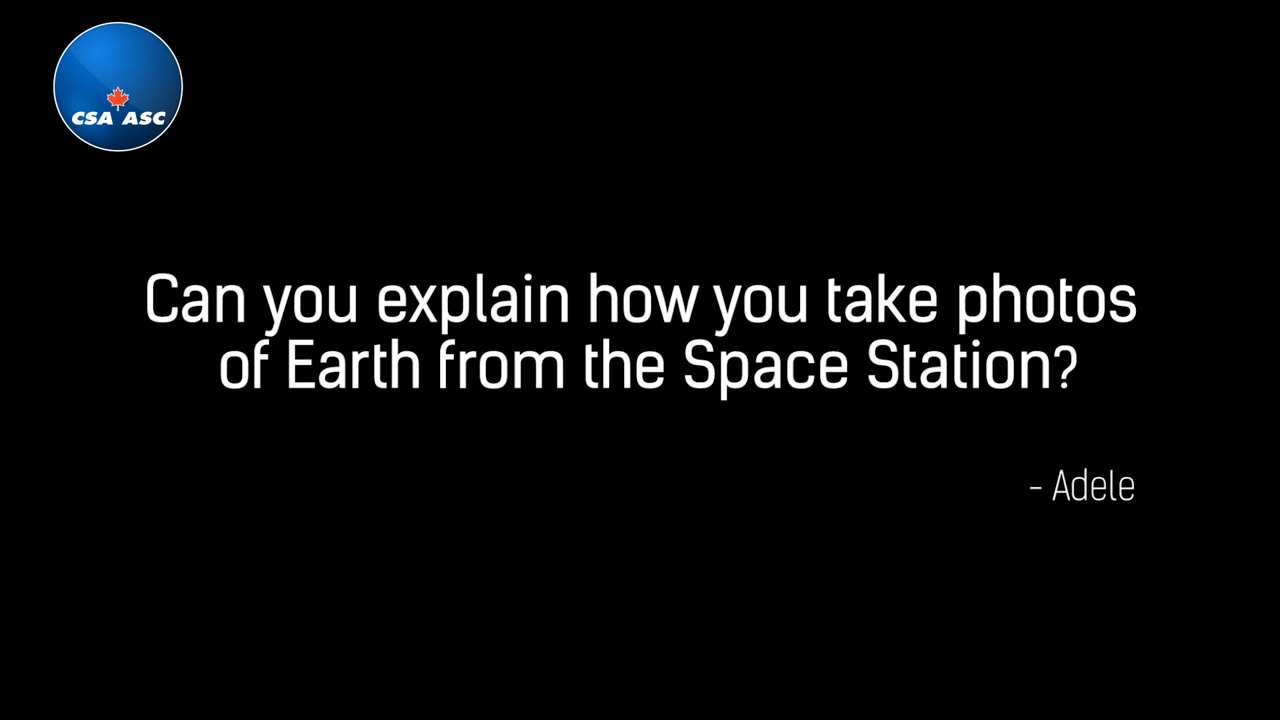 CSA ASC
Can you explain how you take photos
of Earth from the Space Station?
- Adele